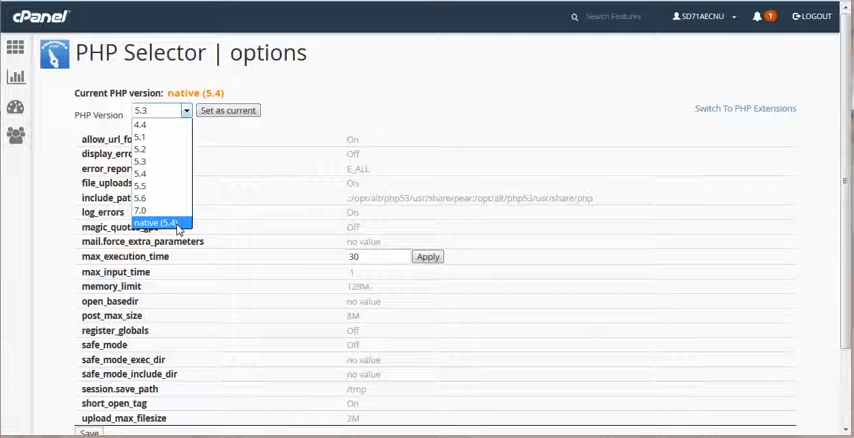 cPanel Search Features SD71AECNU 1 LOGOUT
PHP Selector | options
Current PHP version: native (5.4)
PHP Version 5.3 Set as current Switch To PHP Extensions
4.4
5.1
5.2
5.3
5.4
5.5
5.6
7.0
native (5.4)
allow_url_fo On
display_erro Off
error_repor E_ALL
file_uploads On
include_pat .:/opt/alt/php53/usr/share/pear:/opt/alt/php53/usr/share/php
log_errors On
magic_quotes_gpc Off
mail.force_extra_parameters no value
max_execution_time 30 Apply
max_input_time 1
memory_limit 128M
open_basedir no value
post_max_size 8M
register_globals Off
safe_mode Off
safe_mode_exec_dir no value
safe_mode_include_dir no value
session.save_path /tmp
short_open_tag On
upload_max_filesize 2M
Save